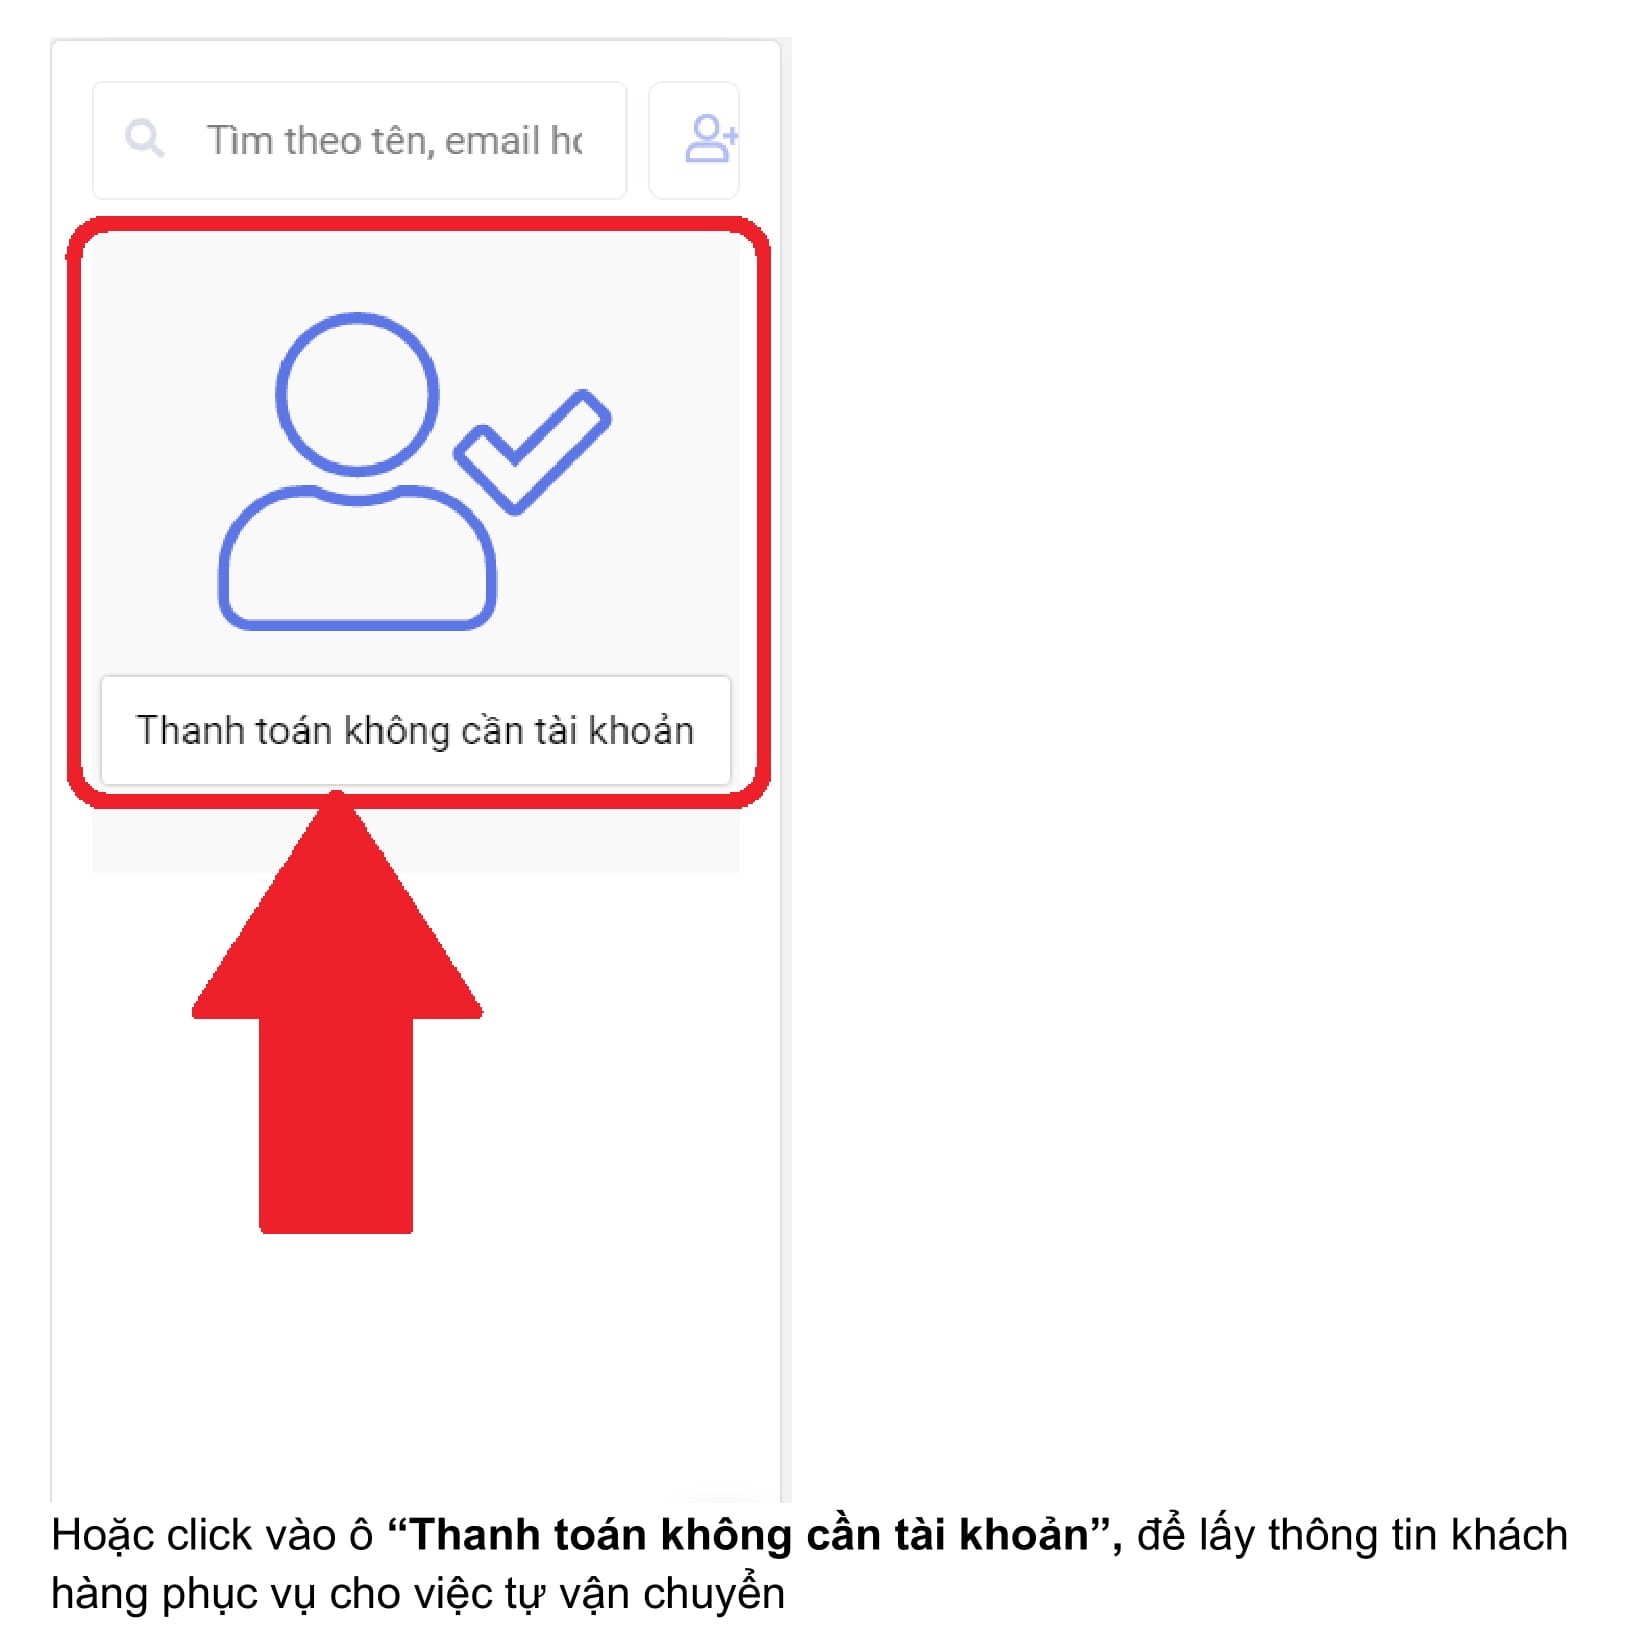 Tìm theo tên, email
Thanh toán không cần tài khoản
Hoặc click vào ô “Thanh toán không cần tài khoản”, để lấy thông tin khách
hàng phục vụ cho việc tự vận chuyển